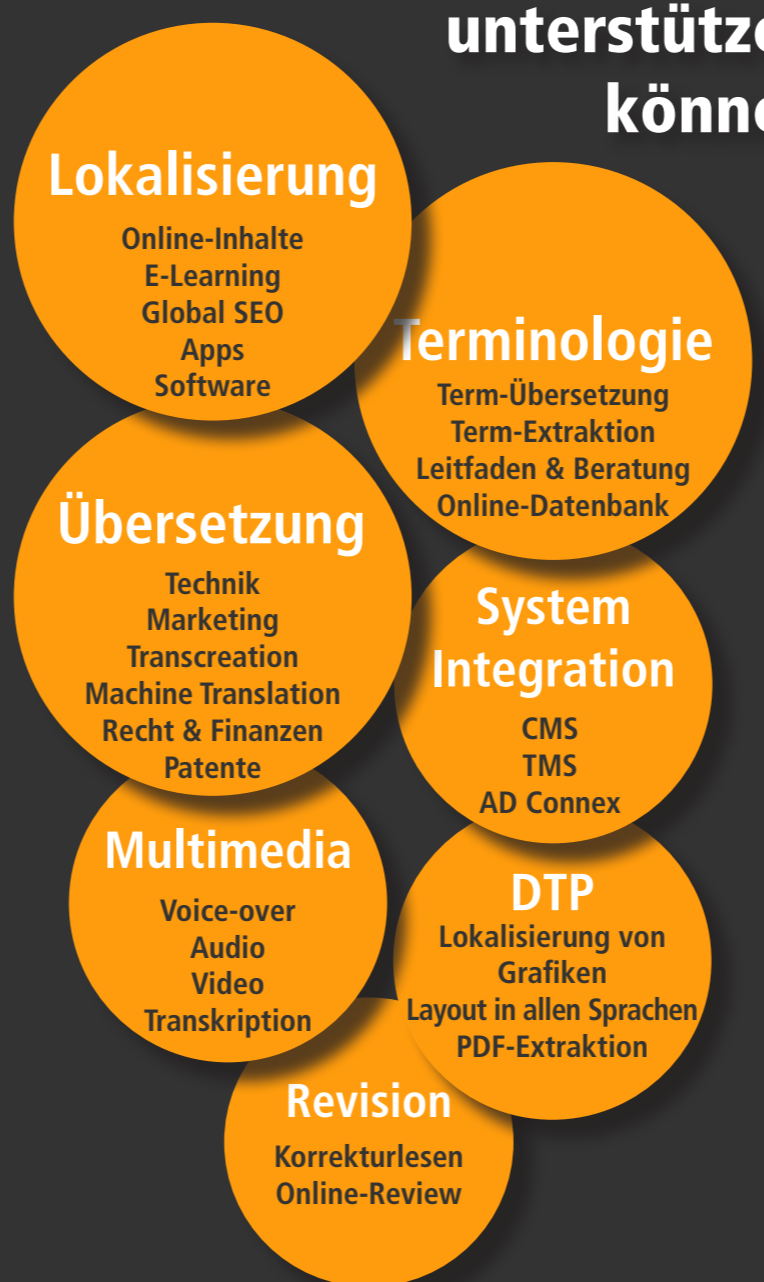 Lokalisierung
Online-Inhalte
E-Learning
Global SEO
Apps
Software
Terminologie
Term-Übersetzung
Term-Extraktion
Leitfaden & Beratung
Online-Datenbank
Übersetzung
Technik
Marketing
Transcreation
Machine Translation
Recht & Finanzen
Patente
System
Integration
CMS
TMS
AD Connex
Multimedia
Voice-over
Audio
Video
Transkription
DTP
Lokalisierung von
Grafiken
Layout in allen Sprachen
PDF-Extraktion
Revision
Korrekturlesen
Online-Review